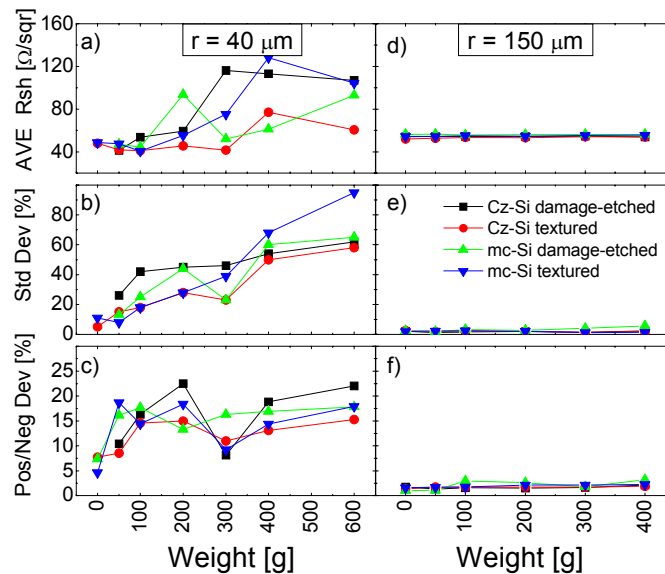 r = 40 μm
r = 150 μm
a)
d)
AVE Rsh [Ω/sqr]
160
120
80
40
b)
e)
Std Dev [%]
80
60
40
20
0
Cz-Si damage-etched
Cz-Si textured
mc-Si damage-etched
mc-Si textured
c)
f)
Pos/Neg Dev [%]
25
20
15
10
5
0
0 100 200 300 400 500 600
0 100 200 300 400
Weight [g]
Weight [g]